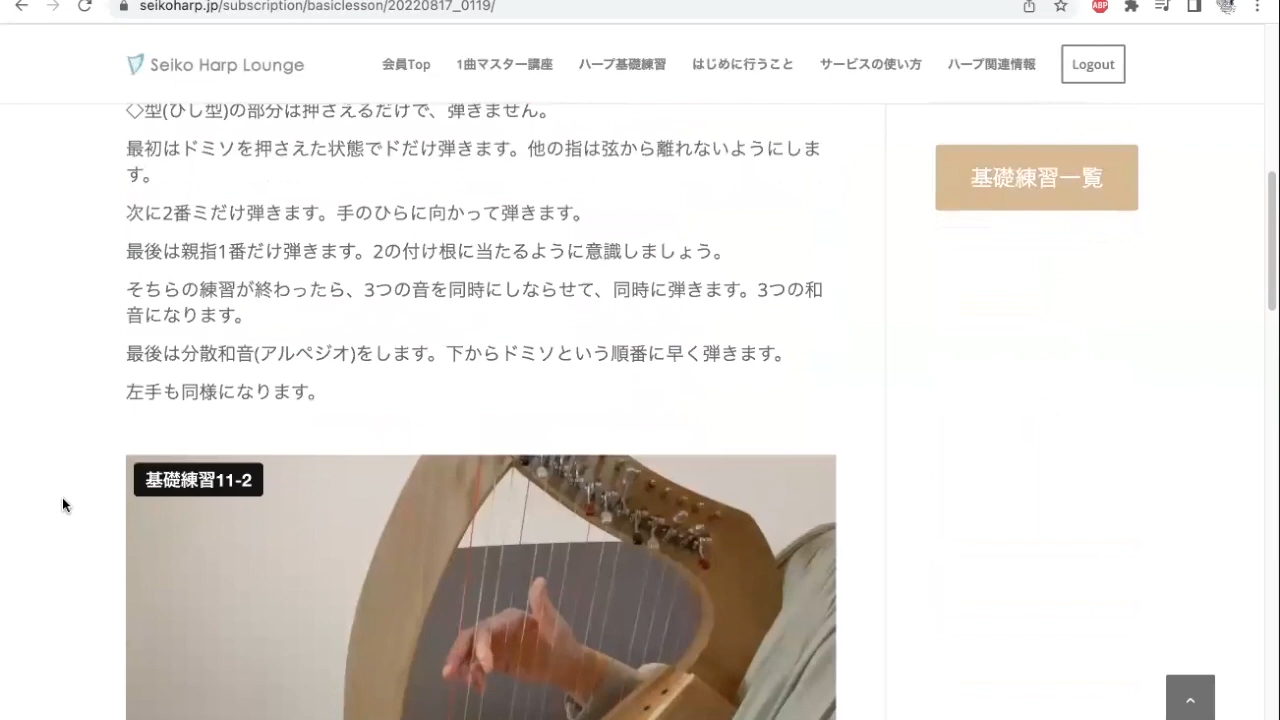 seikoharp.jp/subscription/basiclesson/20220817_0119/
ABP
Seiko Harp Lounge
会員Top
1曲マスター講座
ハープ基礎練習
はじめに行うこと
サービスの使い方
ハープ関連情報
Logout
◇型(ひし型)の部分は押さえるだけで、弾きません。
最初はドミソを押さえた状態でドだけ弾きます。他の指は弦から離れないようにしま
す。
次に2番ミだけ弾きます。手のひらに向かって弾きます。
最後は親指1番だけ弾きます。2の付け根に当たるように意識しましょう。
そちらの練習が終わったら、3つの音を同時にしならせて、同時に弾きます。3つの和
音になります。
最後は分散和音(アルペジオ)をします。下からドミソという順番に早く弾きます。
左手も同様になります。
基礎練習11-2
基礎練習一覧